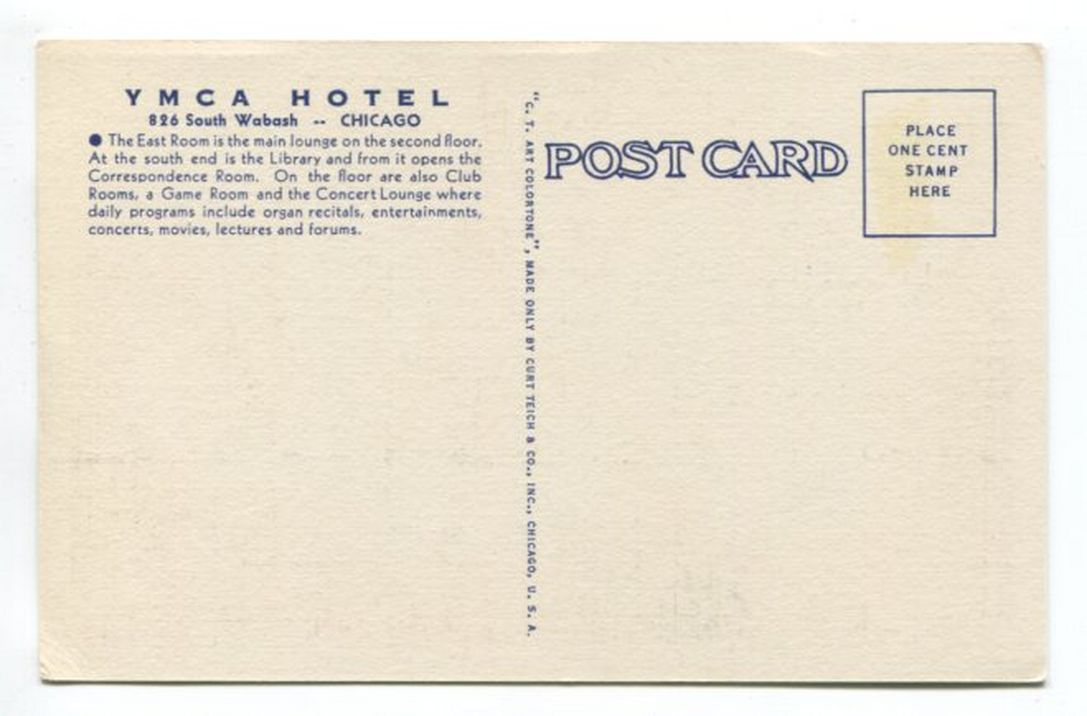 YMCA HOTEL
826 South Wabash -- CHICAGO
● The East Room is the main lounge on the second floor.
At the south end is the Library and from it opens the
Correspondence Room. On the floor are also Club
Rooms, a Game Room and the Concert Lounge where
daily programs include organ recitals, entertainments,
concerts, movies, lectures and forums.
"C. T. ART COLORTONE", MADE ONLY BY CURT TEICH & CO., INC., CHICAGO, U. S. A.
POST CARD
PLACE
ONE CENT
STAMP
HERE